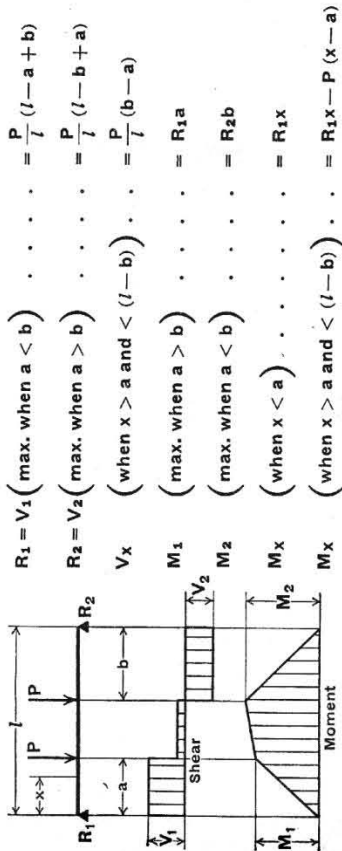 R₁ = V₁ ( max. when a < b ) . . . . . = P/l (l − a + b)
R₂ = V₂ ( max. when a > b ) . . . . . = P/l (l − b + a)
Vₓ ( when x > a and < (l − b) ) . . = P/l (b − a)
M₁ ( max. when a > b ) . . . . . = R₁a
M₂ ( max. when a < b ) . . . . . = R₂b
Mₓ ( when x < a ) . . . . . . = R₁x
Mₓ ( when x > a and < (l − b) ) . . = R₁x − P (x − a)
l
x
P
P
R₁
R₂
a
b
V₁
Shear
V₂
M₁
M₂
Moment